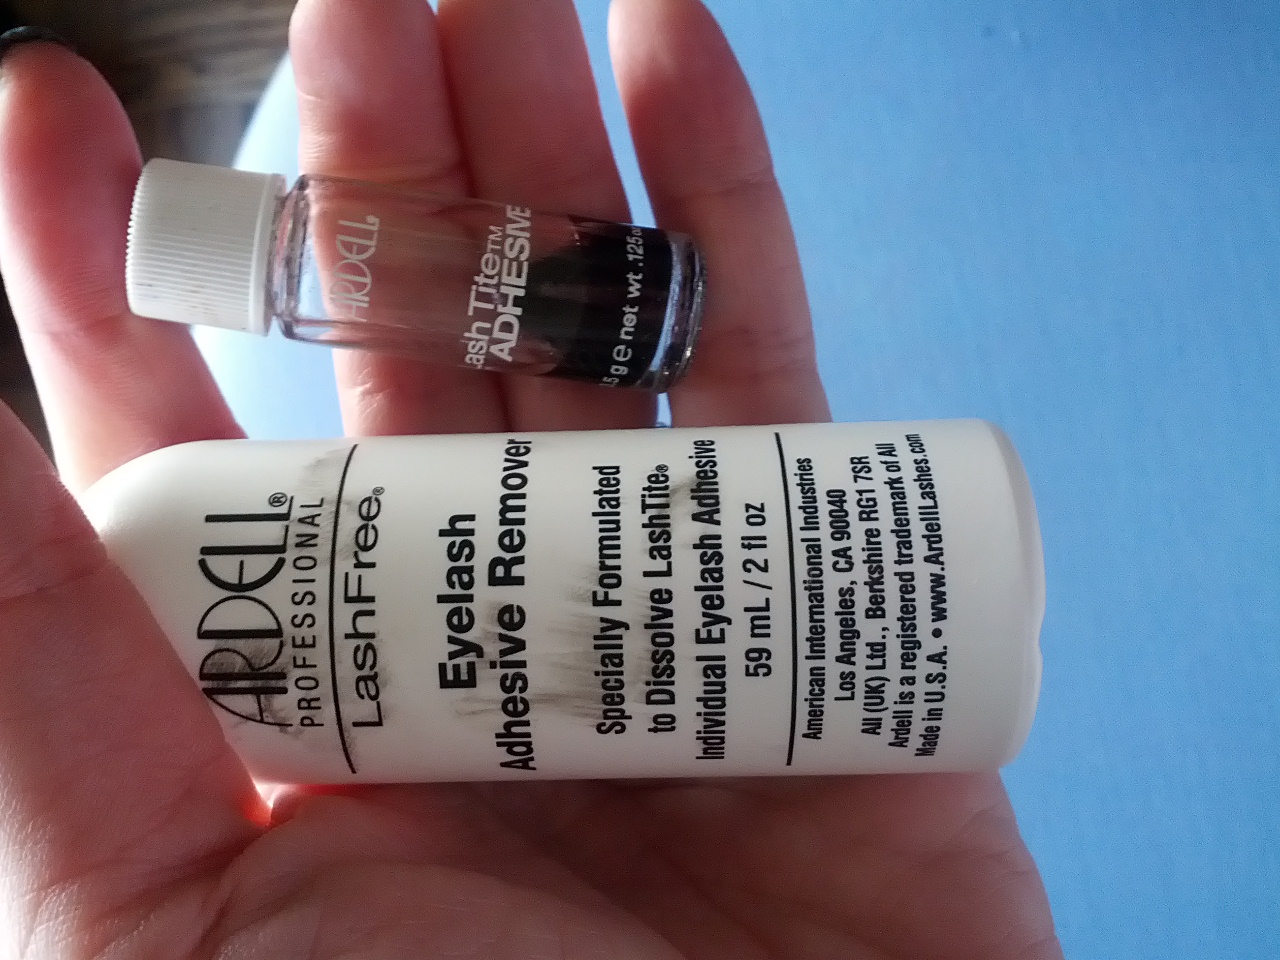 ARDELL
Lash Tite™
ADHESIVE
g e net wt .125oz
ARDELL®
PROFESSIONAL
LashFree®
Eyelash
Adhesive Remover
Specially Formulated
to Dissolve LashTite®
Individual Eyelash Adhesive
59 mL / 2 fl oz
American International Industries
Los Angeles, CA 90040
AII (UK) Ltd., Berkshire RG1 7SR
Ardell is a registered trademark of AII
Made in U.S.A. • www.ArdellLashes.com